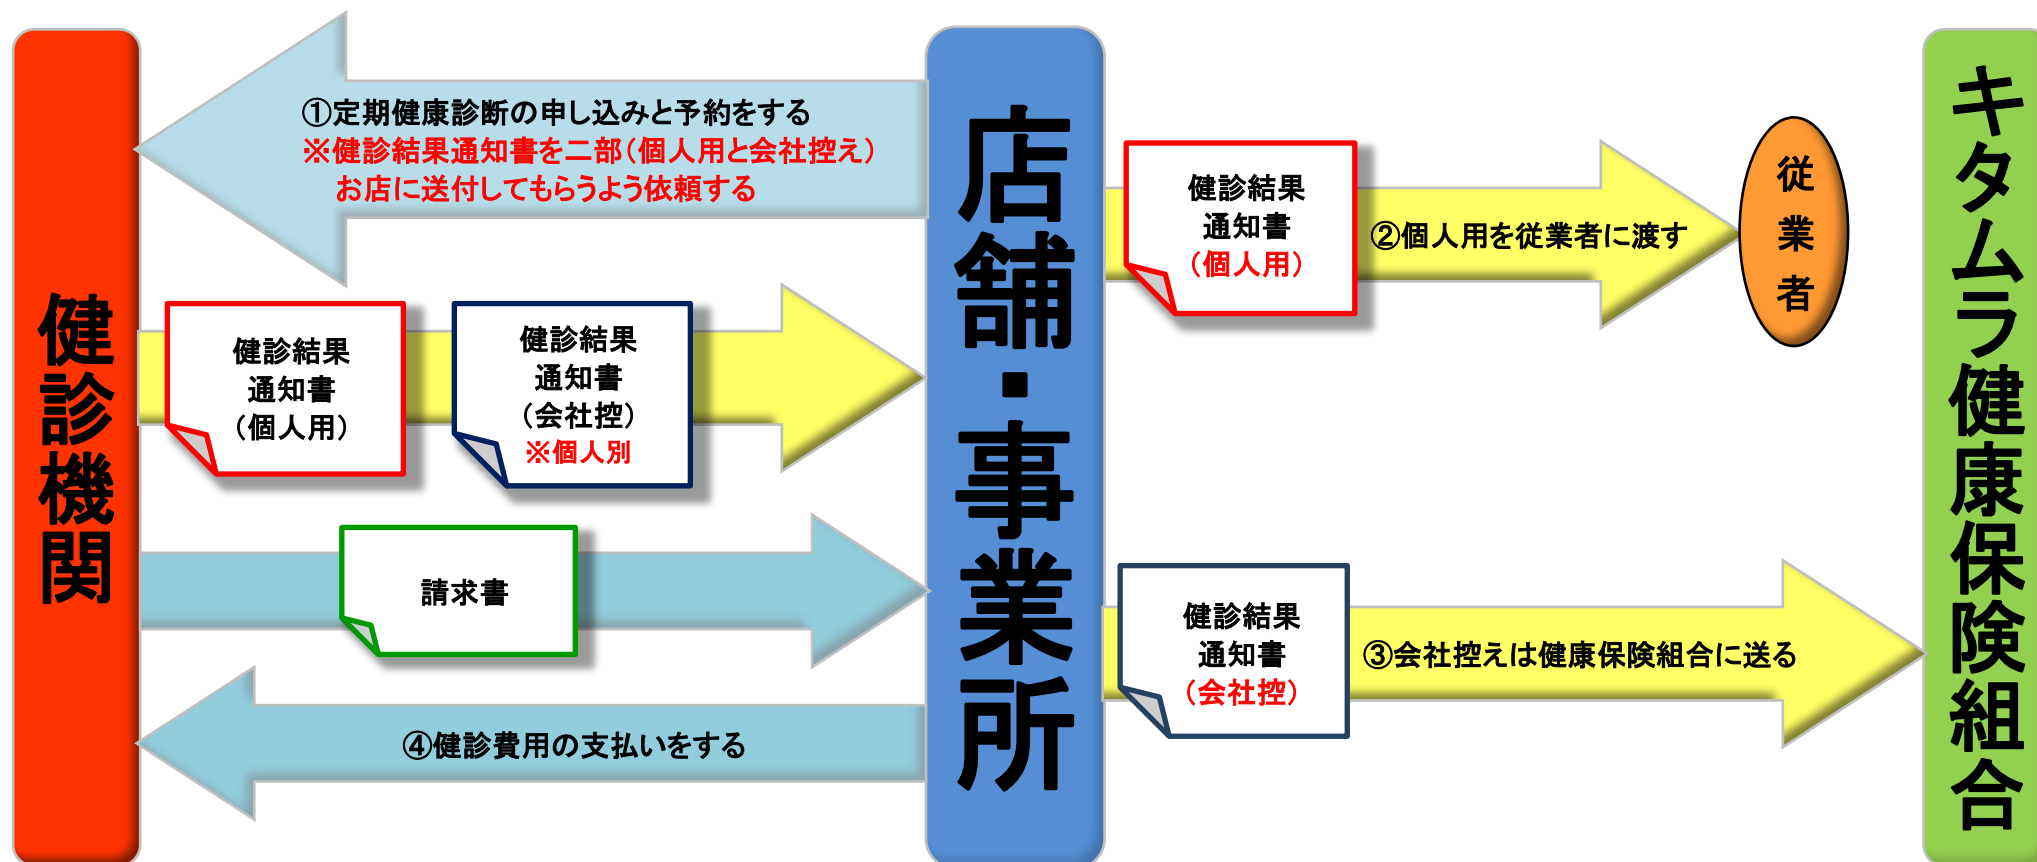 健診機関
①定期健康診断の申し込みと予約をする
※健診結果通知書を二部（個人用と会社控え）
お店に送付してもらうよう依頼する
健診結果
通知書
（個人用）
健診結果
通知書
（会社控）
※個人別
請求書
④健診費用の支払いをする
店舗・事業所
健診結果
通知書
（個人用）
②個人用を従業者に渡す
従業者
健診結果
通知書
（会社控）
③会社控えは健康保険組合に送る
キタムラ健康保険組合